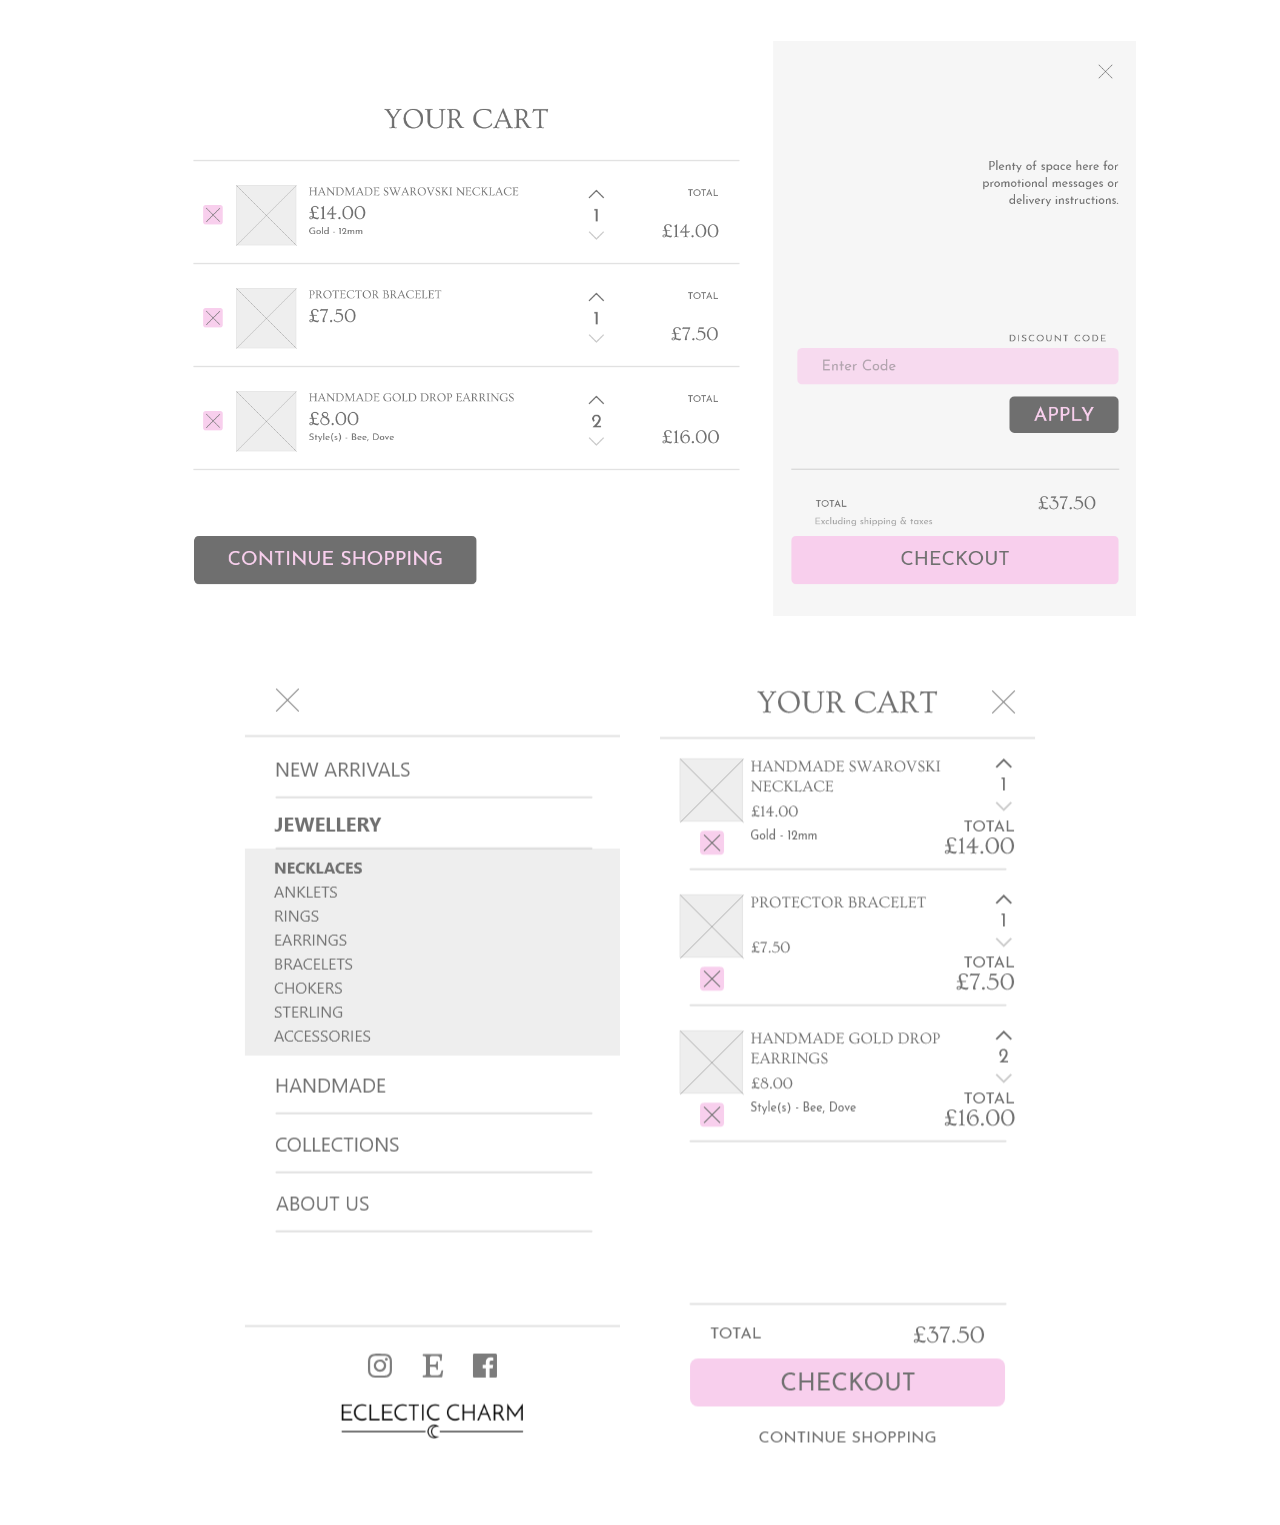 YOUR CART
HANDMADE SWAROVSKI NECKLACE
£14.00
Gold - 12mm
1
TOTAL
£14.00
PROTECTOR BRACELET
£7.50
1
TOTAL
£7.50
HANDMADE GOLD DROP EARRINGS
£8.00
Style(s) - Bee, Dove
2
TOTAL
£16.00
CONTINUE SHOPPING
Plenty of space here for
promotional messages or
delivery instructions.
DISCOUNT CODE
Enter Code
APPLY
TOTAL
£37.50
Excluding shipping & taxes
CHECKOUT
NEW ARRIVALS
JEWELLERY
NECKLACES
ANKLETS
RINGS
EARRINGS
BRACELETS
CHOKERS
STERLING
ACCESSORIES
HANDMADE
COLLECTIONS
ABOUT US
E
ECLECTIC CHARM
YOUR CART
HANDMADE SWAROVSKI
NECKLACE
£14.00
Gold - 12mm
1
TOTAL
£14.00
PROTECTOR BRACELET
£7.50
1
TOTAL
£7.50
HANDMADE GOLD DROP
EARRINGS
£8.00
Style(s) - Bee, Dove
2
TOTAL
£16.00
TOTAL
£37.50
CHECKOUT
CONTINUE SHOPPING